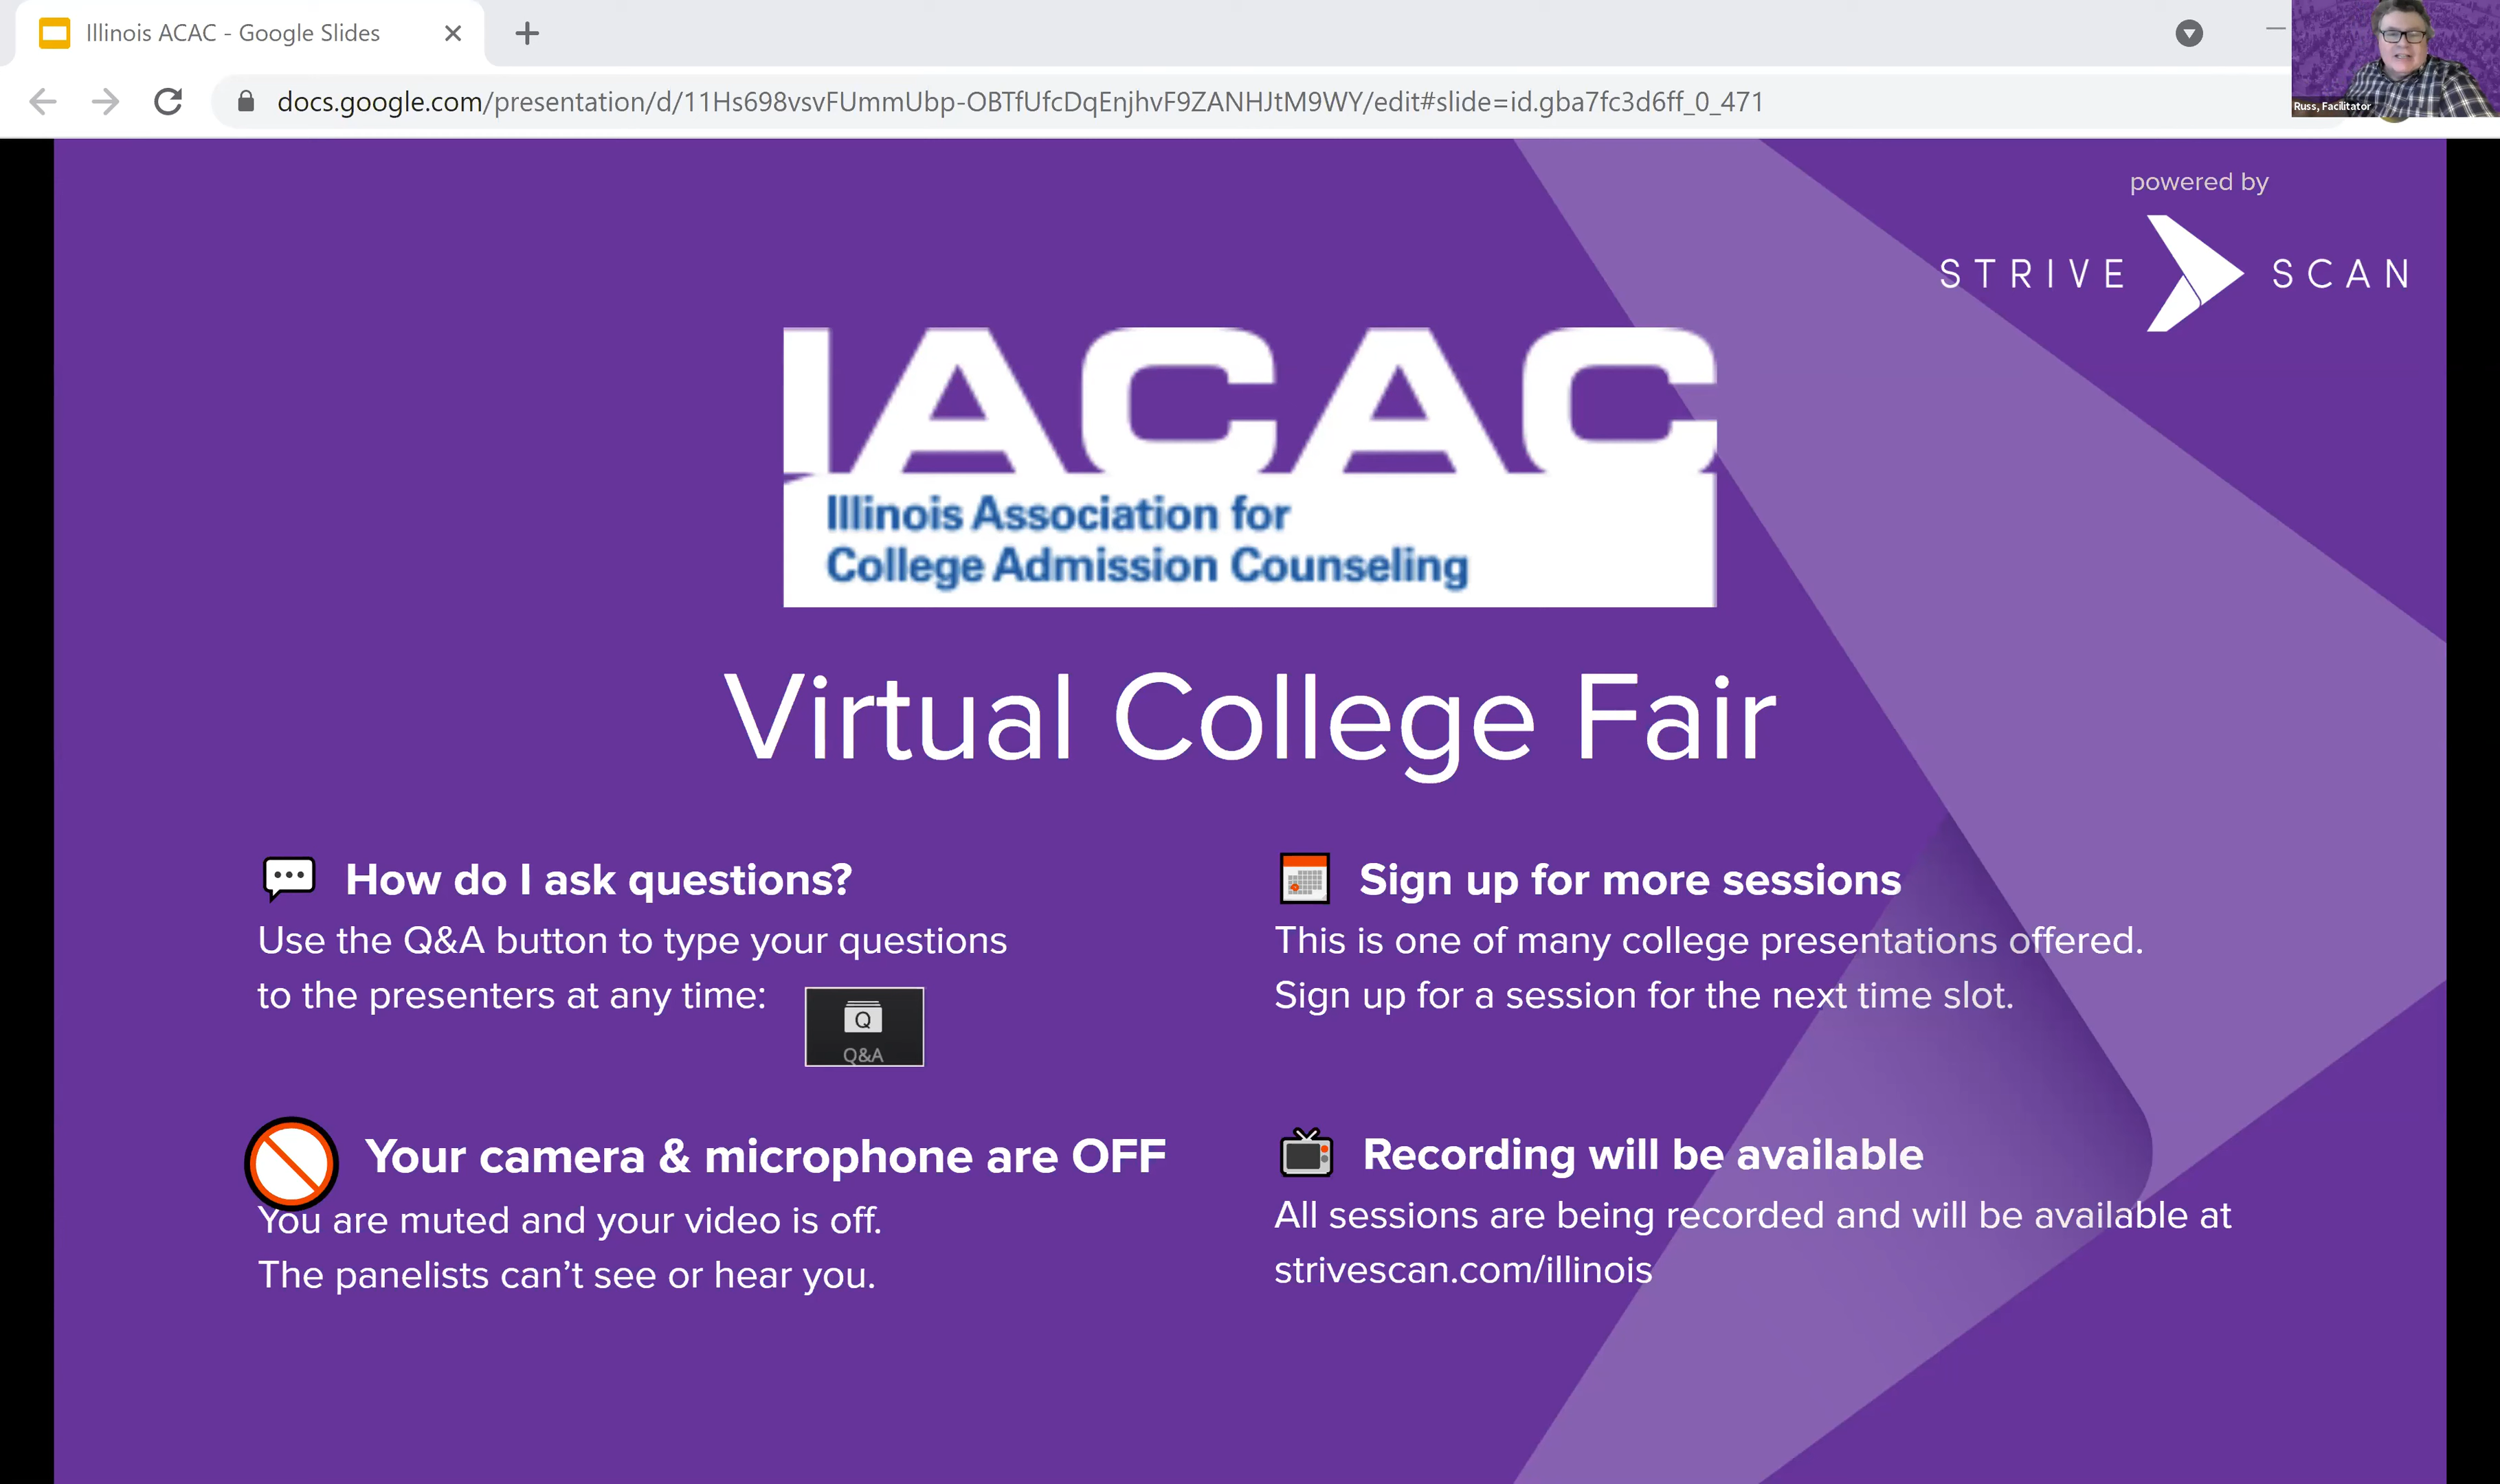 Illinois ACAC - Google Slides
docs.google.com/presentation/d/11Hs698vsvFUmmUbp-OBTfUfcDqEnjhvF9ZANHJtM9WY/edit#slide=id.gba7fc3d6ff_0_471
Russ, Facilitator
powered by
STRIVE SCAN
IACAC
Illinois Association for
College Admission Counseling
Virtual College Fair
How do I ask questions?
Use the Q&A button to type your questions
to the presenters at any time:
Q
Q&A
Sign up for more sessions
This is one of many college presentations offered.
Sign up for a session for the next time slot.
Your camera & microphone are OFF
You are muted and your video is off.
The panelists can’t see or hear you.
Recording will be available
All sessions are being recorded and will be available at
strivescan.com/illinois